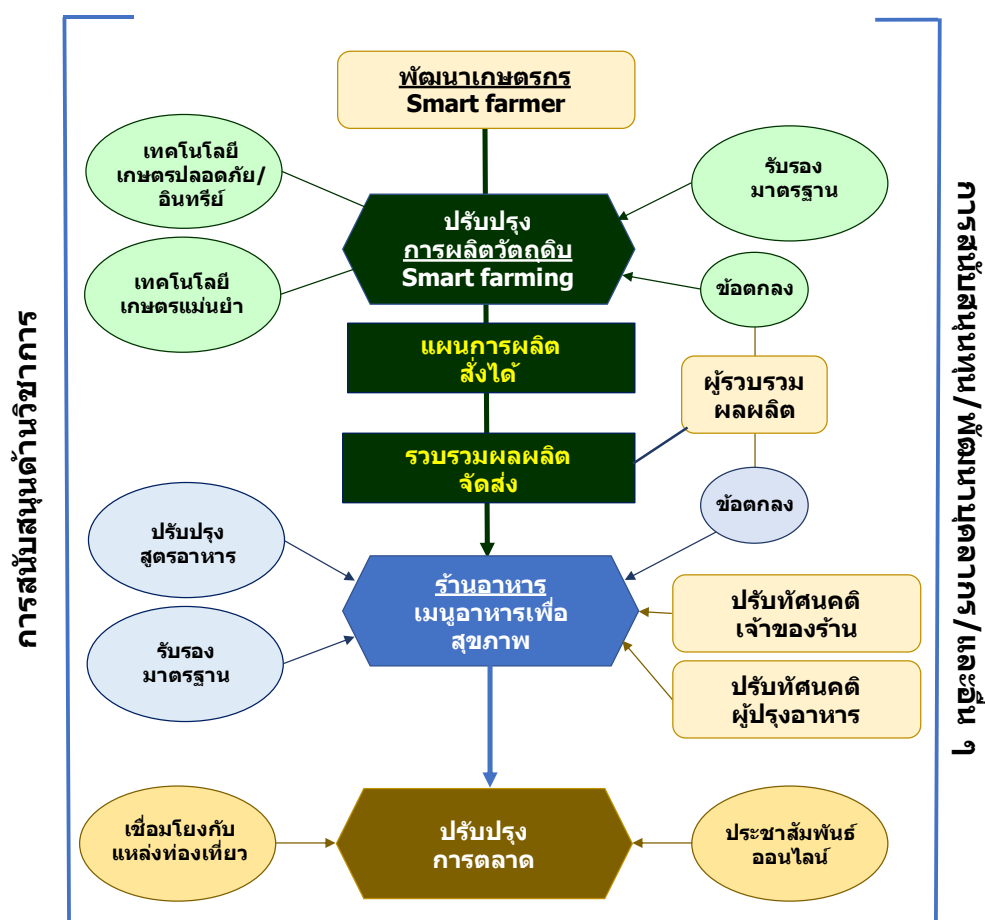 พัฒนาเกษตรกร
Smart farmer
เทคโนโลยี
เกษตรปลอดภัย/
อินทรีย์
รับรอง
มาตรฐาน
ปรับปรุง
การผลิตวัตถุดิบ
Smart farming
เทคโนโลยี
เกษตรแม่นยำ
ข้อตกลง
แผนการผลิต
สั่งได้
ผู้รวบรวม
ผลผลิต
รวบรวมผลผลิต
จัดส่ง
ข้อตกลง
ปรับปรุง
สูตรอาหาร
ร้านอาหาร
เมนูอาหารเพื่อ
สุขภาพ
ปรับทัศนคติ
เจ้าของร้าน
รับรอง
มาตรฐาน
ปรับทัศนคติ
ผู้ปรุงอาหาร
เชื่อมโยงกับ
แหล่งท่องเที่ยว
ปรับปรุง
การตลาด
ประชาสัมพันธ์
ออนไลน์
การสนับสนุนด้านวิชาการ
การสนับสนุนทุน/พัฒนาบุคลากร/และอื่น ๆ